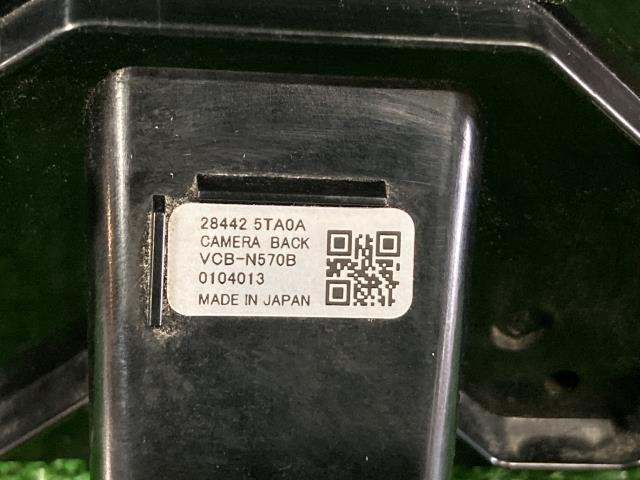 28442 5TA0A
CAMERA BACK
VCB-N570B
0104013
MADE IN JAPAN